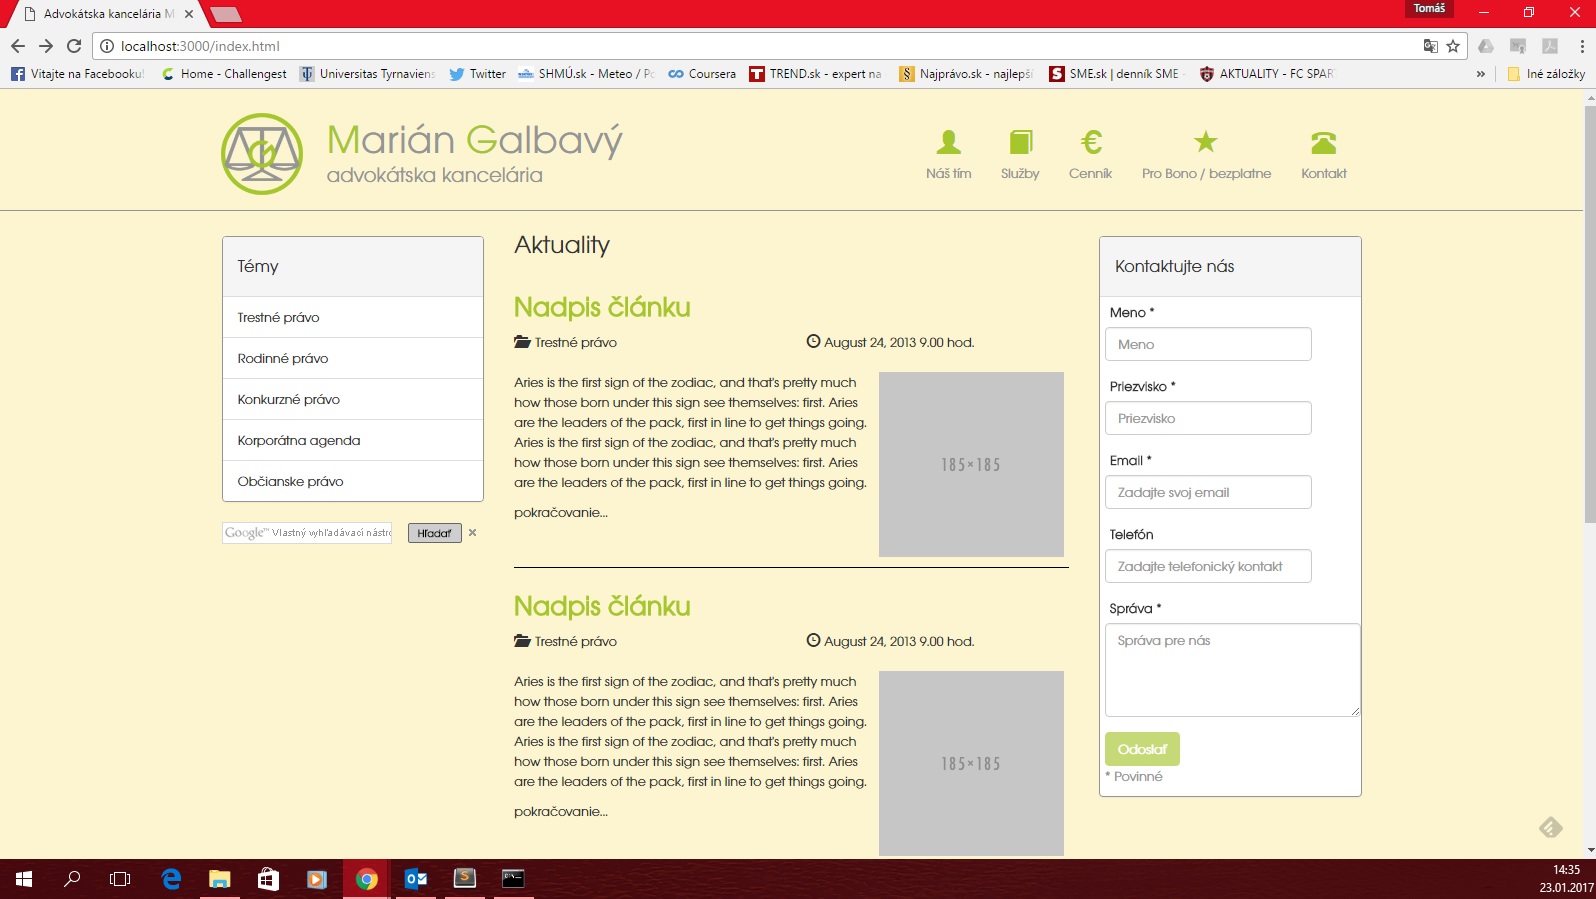 Tomáš
Advokátska kancelária M
localhost:3000/index.html
Vitajte na Facebooku!
Home - Challengest
Universitas Tyrnaviens
Twitter
SHMÚ.sk - Meteo / Po
Coursera
TREND.sk - expert na
Najprávo.sk - najlepší
SME.sk | denník SME -
AKTUALITY - FC SPAR
»
Iné záložky
Marián Galbavý
advokátska kancelária
Náš tím
Služby
Cenník
Pro Bono / bezplatne
Kontakt
Témy
Trestné právo
Rodinné právo
Konkurzné právo
Korporátna agenda
Občianske právo
Google™ Vlastný vyhľadávací nástro
Hľadať
×
Aktuality
Nadpis článku
Trestné právo
August 24, 2013 9.00 hod.
Aries is the first sign of the zodiac, and that's pretty much
how those born under this sign see themselves: first. Aries
are the leaders of the pack, first in line to get things going.
Aries is the first sign of the zodiac, and that's pretty much
how those born under this sign see themselves: first. Aries
are the leaders of the pack, first in line to get things going.
pokračovanie...
185×185
Nadpis článku
Trestné právo
August 24, 2013 9.00 hod.
Aries is the first sign of the zodiac, and that's pretty much
how those born under this sign see themselves: first. Aries
are the leaders of the pack, first in line to get things going.
Aries is the first sign of the zodiac, and that's pretty much
how those born under this sign see themselves: first. Aries
are the leaders of the pack, first in line to get things going.
pokračovanie...
185×185
Kontaktujte nás
Meno *
Meno
Priezvisko *
Priezvisko
Email *
Zadajte svoj email
Telefón
Zadajte telefonický kontakt
Správa *
Správa pre nás
Odoslať
* Povinné
14:35
23.01.2017